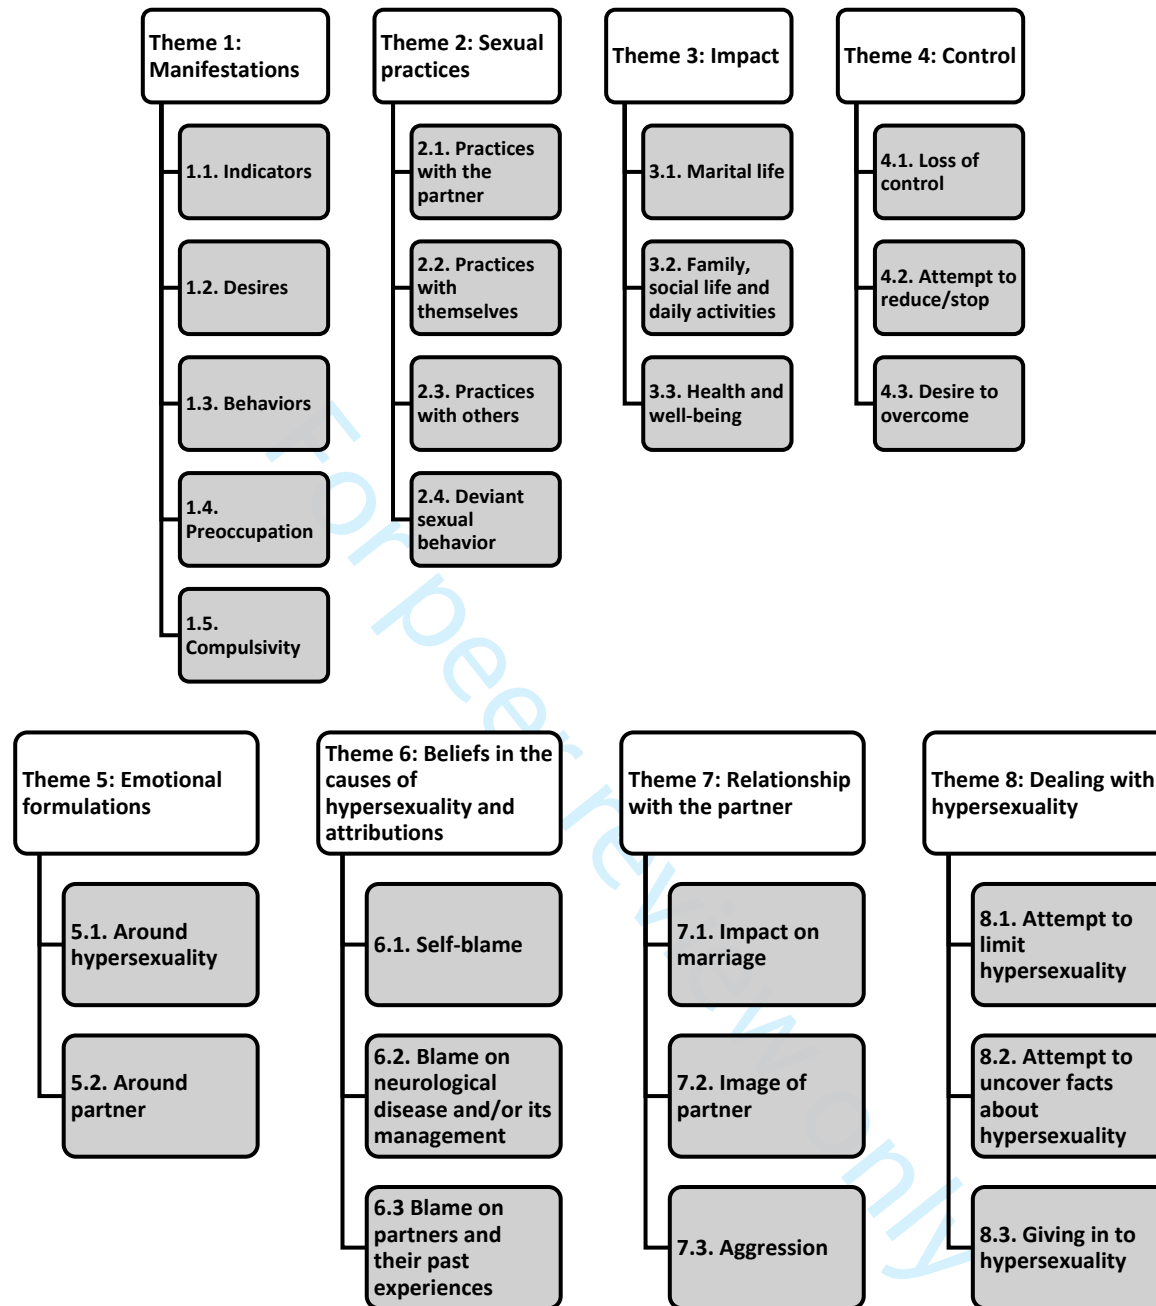 Theme 1:
Manifestations
1.1. Indicators
1.2. Desires
1.3. Behaviors
1.4.
Preoccupation
1.5.
Compulsivity
Theme 2: Sexual
practices
2.1. Practices
with the
partner
2.2. Practices
with
themselves
2.3. Practices
with others
2.4. Deviant
sexual
behavior
Theme 3: Impact
3.1. Marital life
3.2. Family,
social life and
daily activities
3.3. Health and
well-being
Theme 4: Control
4.1. Loss of
control
4.2. Attempt to
reduce/stop
4.3. Desire to
overcome
Theme 5: Emotional
formulations
5.1. Around
hypersexuality
5.2. Around
partner
Theme 6: Beliefs in the
causes of
hypersexuality and
attributions
6.1. Self-blame
6.2. Blame on
neurological
disease and/or its
management
6.3 Blame on
partners and
their past
experiences
Theme 7: Relationship
with the partner
7.1. Impact on
marriage
7.2. Image of
partner
7.3. Aggression
Theme 8: Dealing with
hypersexuality
8.1. Attempt to
limit
hypersexuality
8.2. Attempt to
uncover facts
about
hypersexuality
8.3. Giving in to
hypersexuality
For peer review only